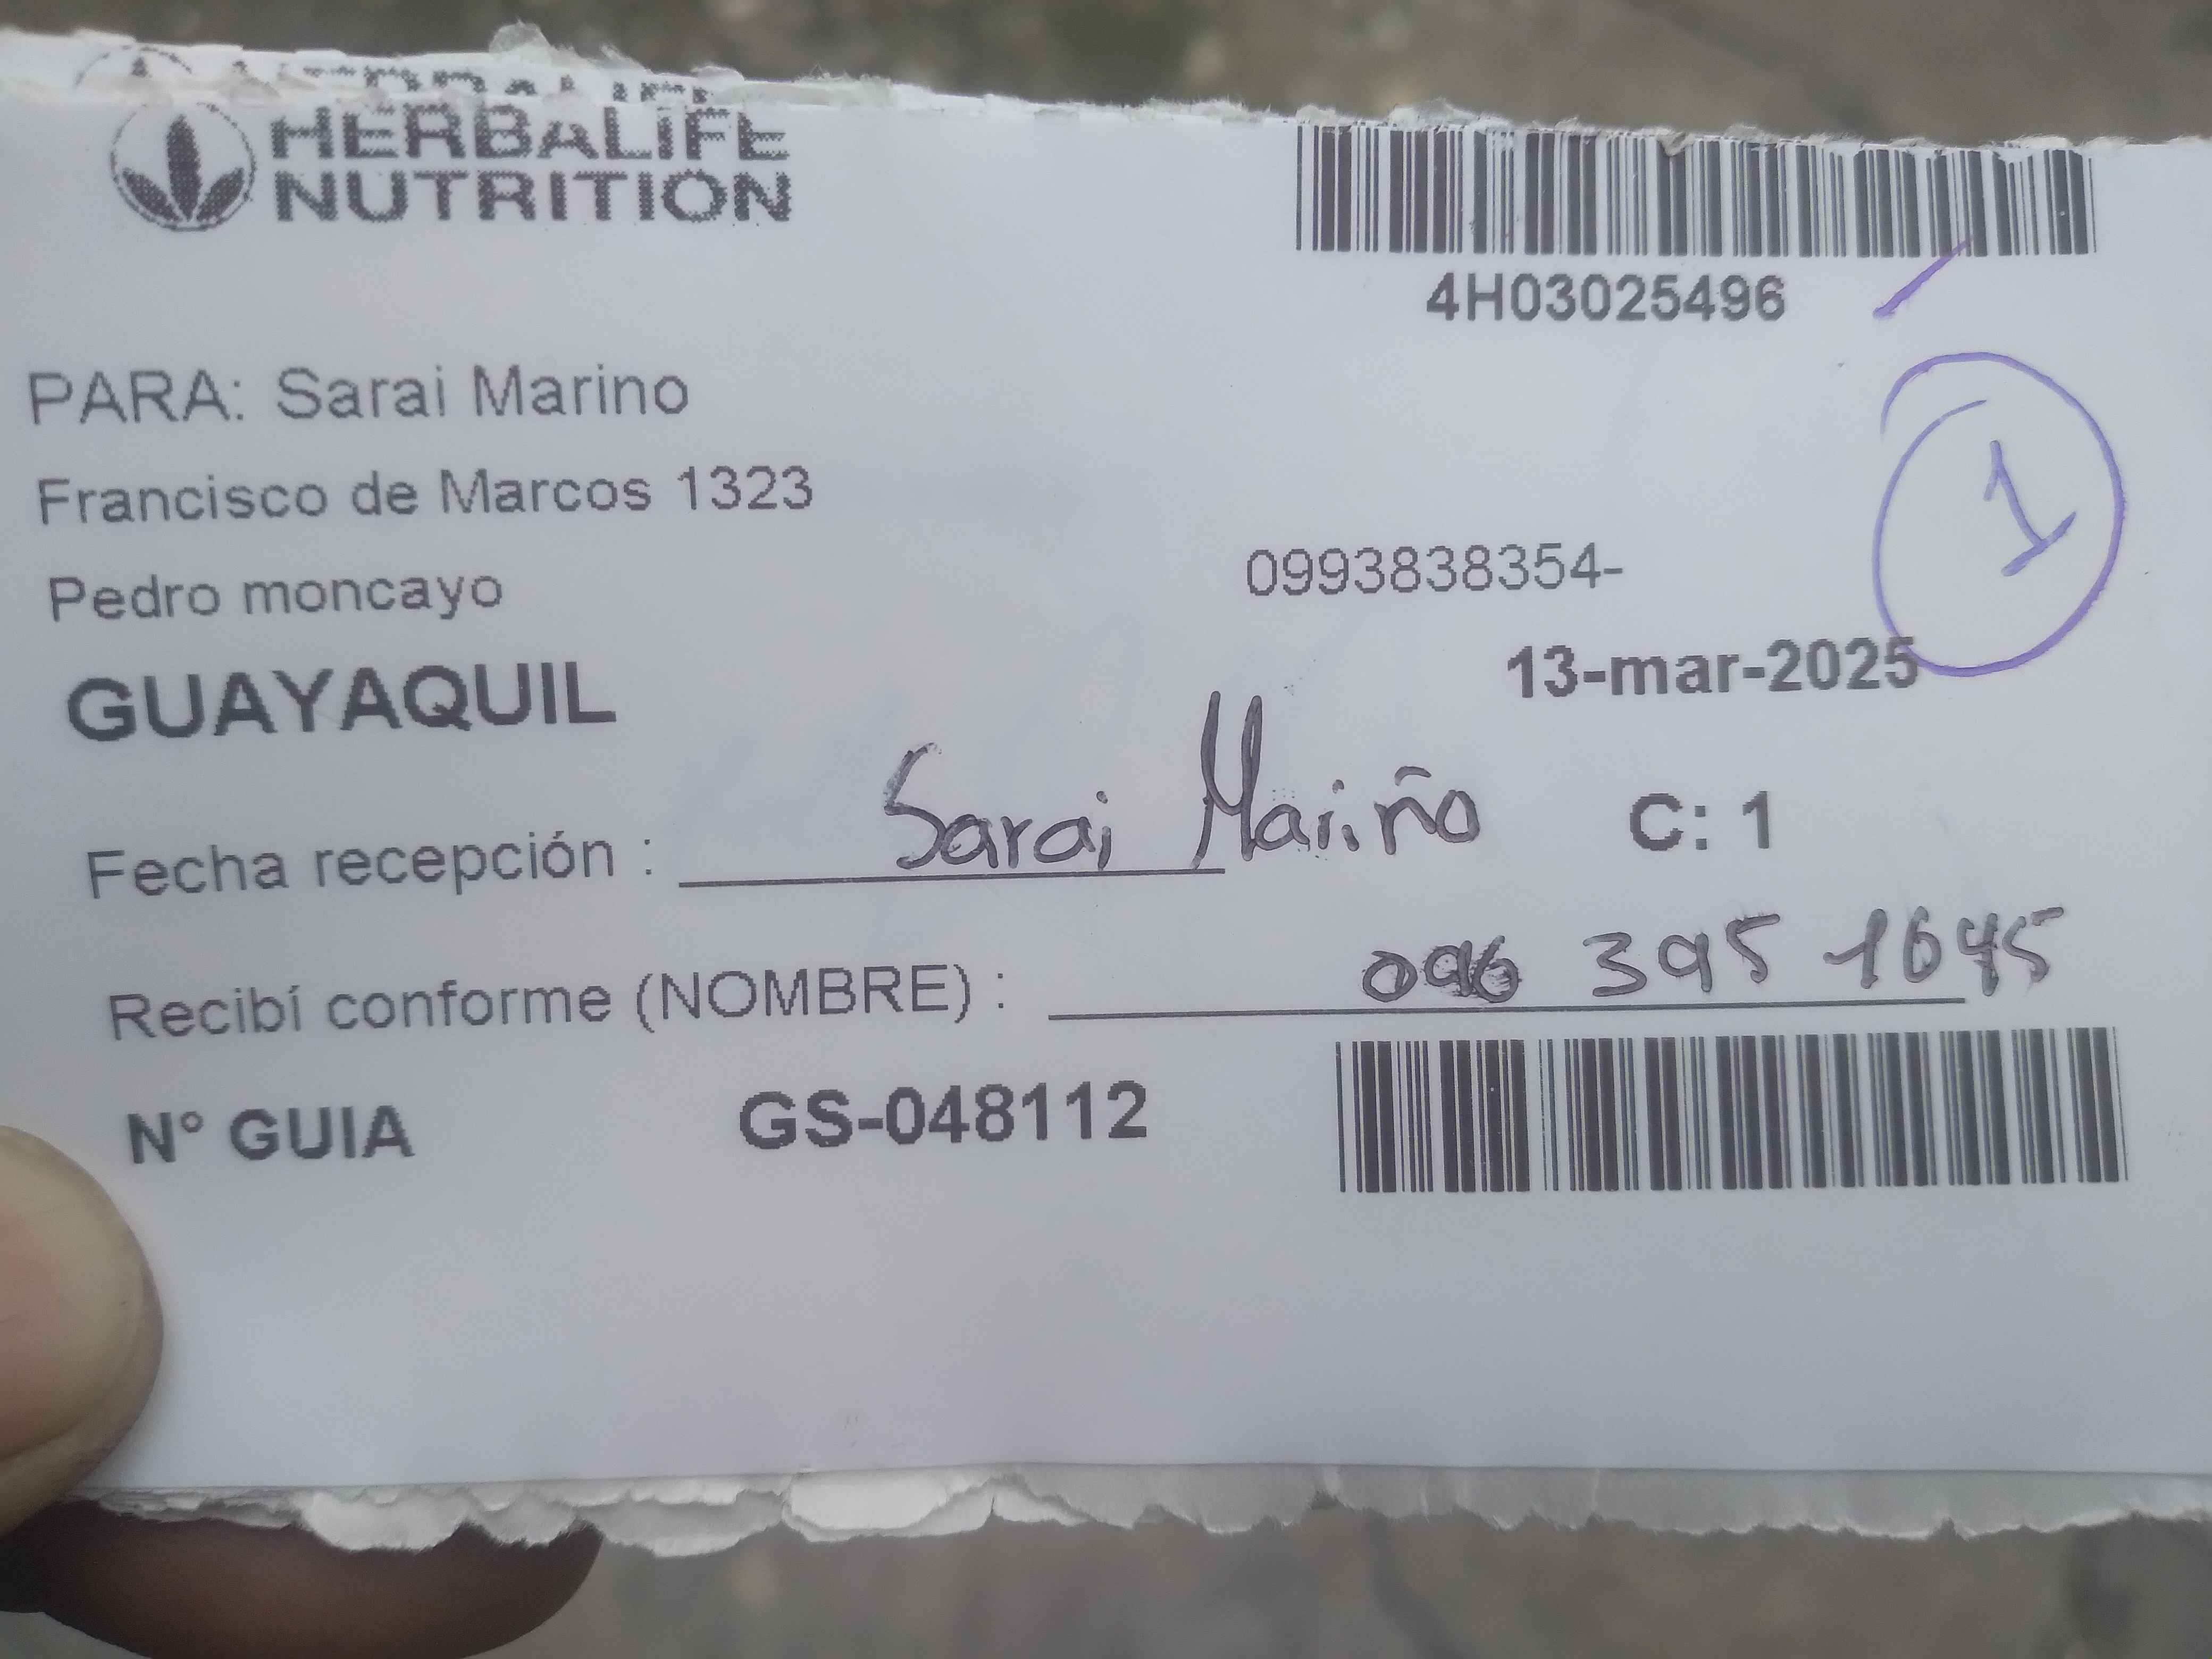 HERBALIFE
NUTRITION
4H03025496
PARA: Sarai Marino
Francisco de Marcos 1323
1
Pedro moncayo
0993838354-
GUAYAQUIL
13-mar-2025
Fecha recepción : Sarai Mariño C: 1
Recibí conforme (NOMBRE) : 096 395 1645
N° GUIA GS-048112